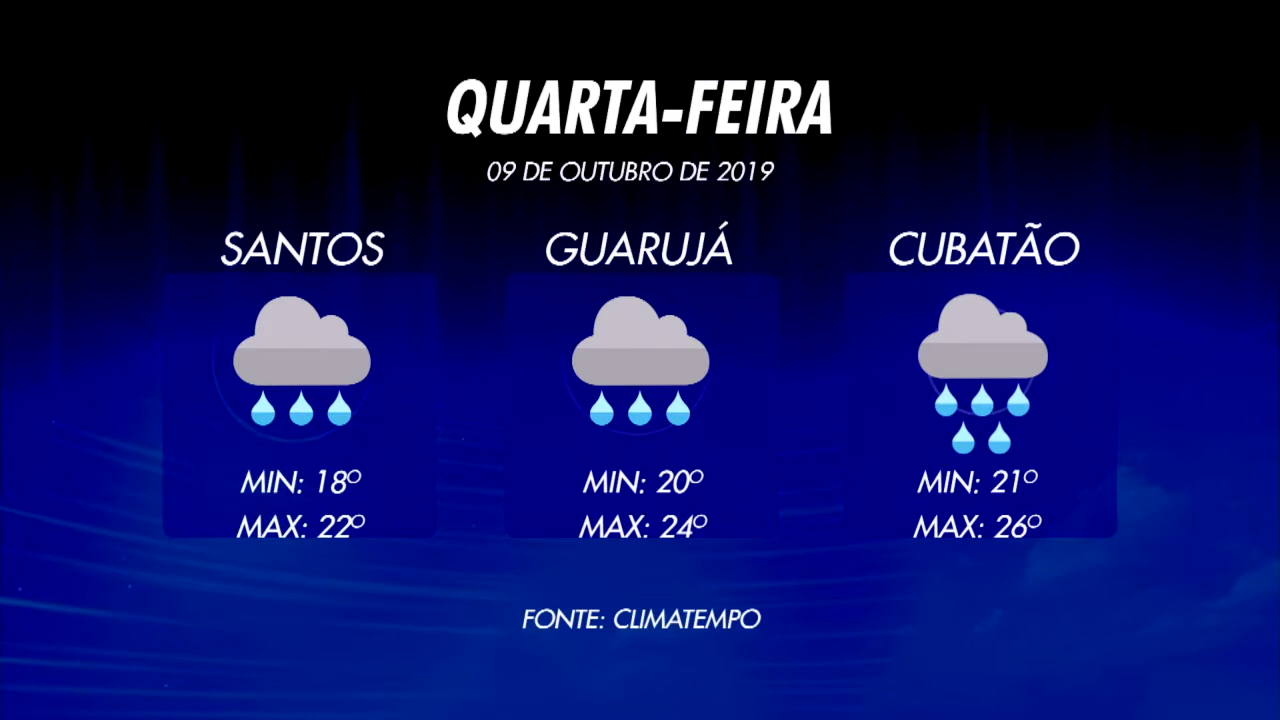 QUARTA-FEIRA
09 DE OUTUBRO DE 2019
SANTOS
MIN: 18º
MAX: 22º
GUARUJÁ
MIN: 20º
MAX: 24º
CUBATÃO
MIN: 21º
MAX: 26º
FONTE: CLIMATEMPO